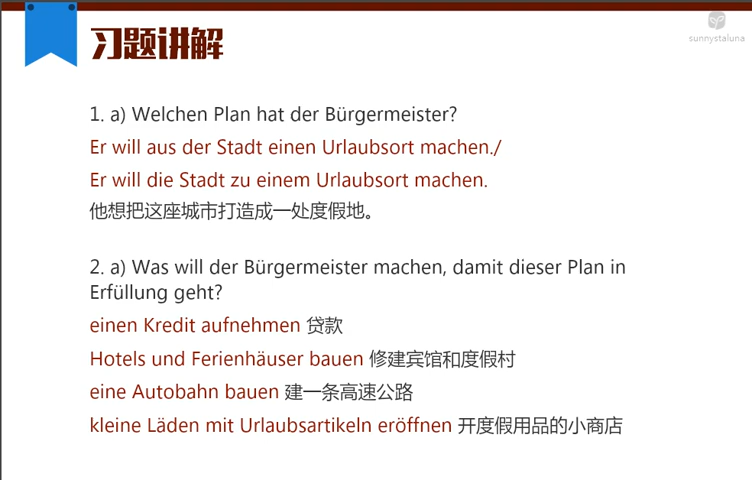 sunnystaluna
习题讲解
1. a) Welchen Plan hat der Bürgermeister?
Er will aus der Stadt einen Urlaubsort machen./
Er will die Stadt zu einem Urlaubsort machen.
他想把这座城市打造成一处度假地。
2. a) Was will der Bürgermeister machen, damit dieser Plan in
Erfüllung geht?
einen Kredit aufnehmen 贷款
Hotels und Ferienhäuser bauen 修建宾馆和度假村
eine Autobahn bauen 建一条高速公路
kleine Läden mit Urlaubsartikeln eröffnen 开度假用品的小商店